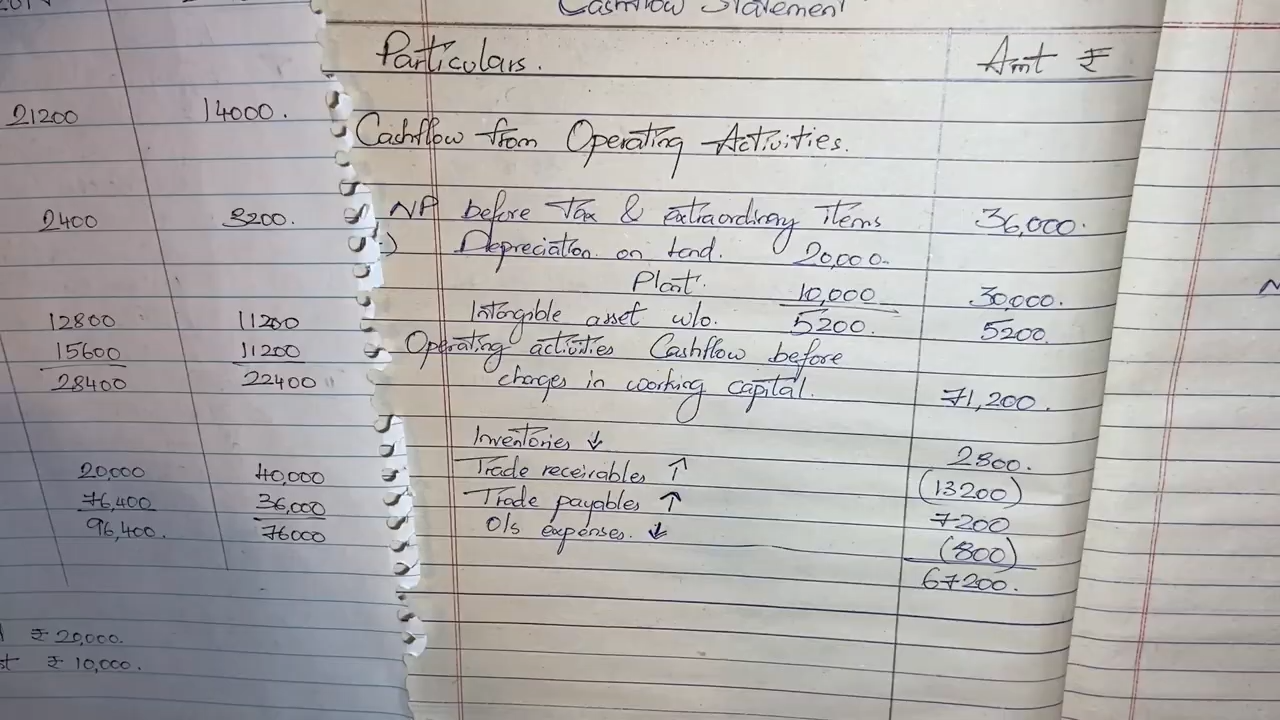 Cashflow Statement
Particulars. Amt ₹
21200 14000.
Cashflow from Operating Activities.
2400 3200.
NP before Tax & extraordinary items 36,000.
Depreciation on land. 20,000.
Plant. 10,000 30,000.
Intangible asset w/o. 5200. 5200.
12800 11200
15600 11200
28400 22400
Operating activities Cashflow before
charges in working capital. 71,200.
Inventories ↓ 2800.
Trade receivables ↑ (13200)
Trade payables ↑ 7200
O/s expenses. ↓ (800)
67200.
20,000 40,000
76,400 36,000
96,400. 76000
₹ 20,000.
₹ 10,000.